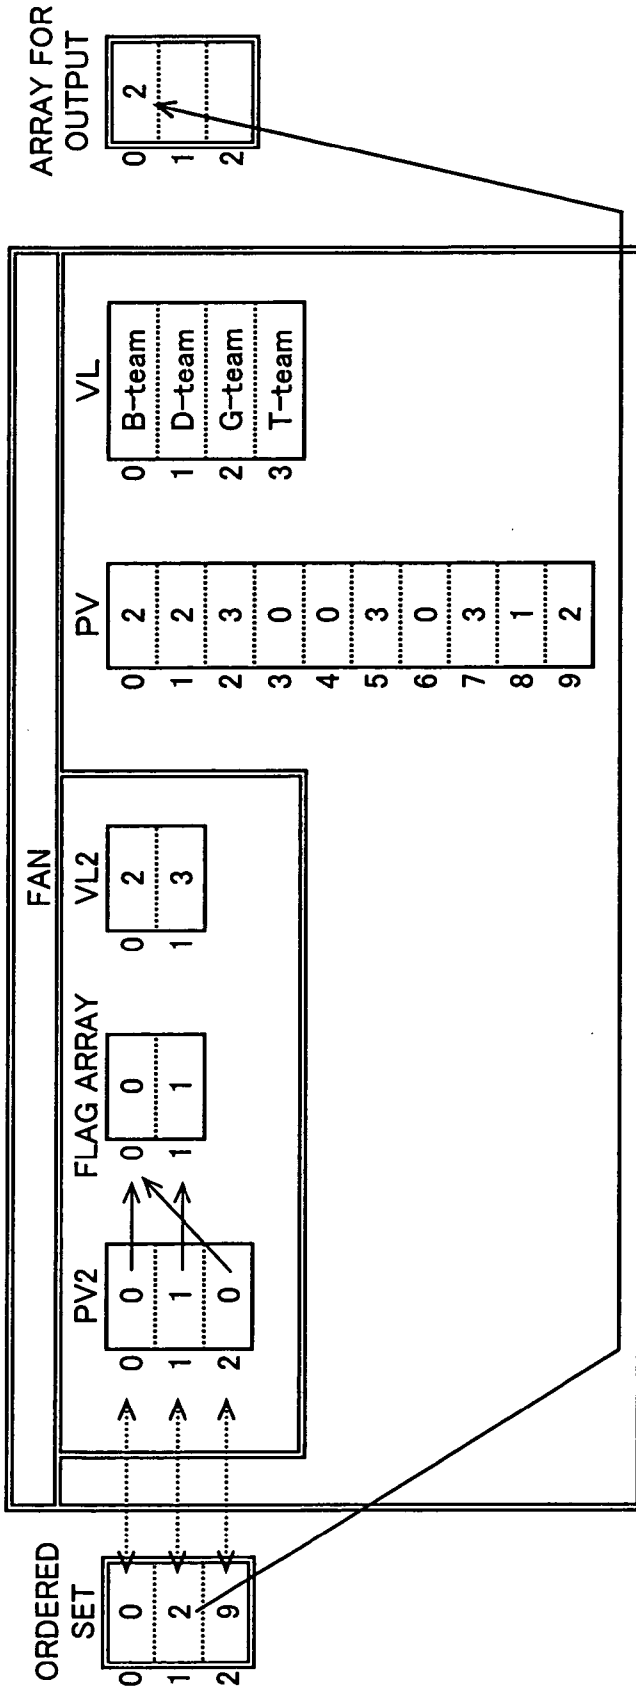 FAN
ORDERED
SET
0 0
1 2
2 9
PV2
0 0
1 1
2 0
FLAG ARRAY
0 0
1 1
VL2
0 2
1 3
PV
0 2
1 2
2 3
3 0
4 0
5 3
6 0
7 3
8 1
9 2
VL
0 B-team
1 D-team
2 G-team
3 T-team
ARRAY FOR
OUTPUT
0 2
1
2